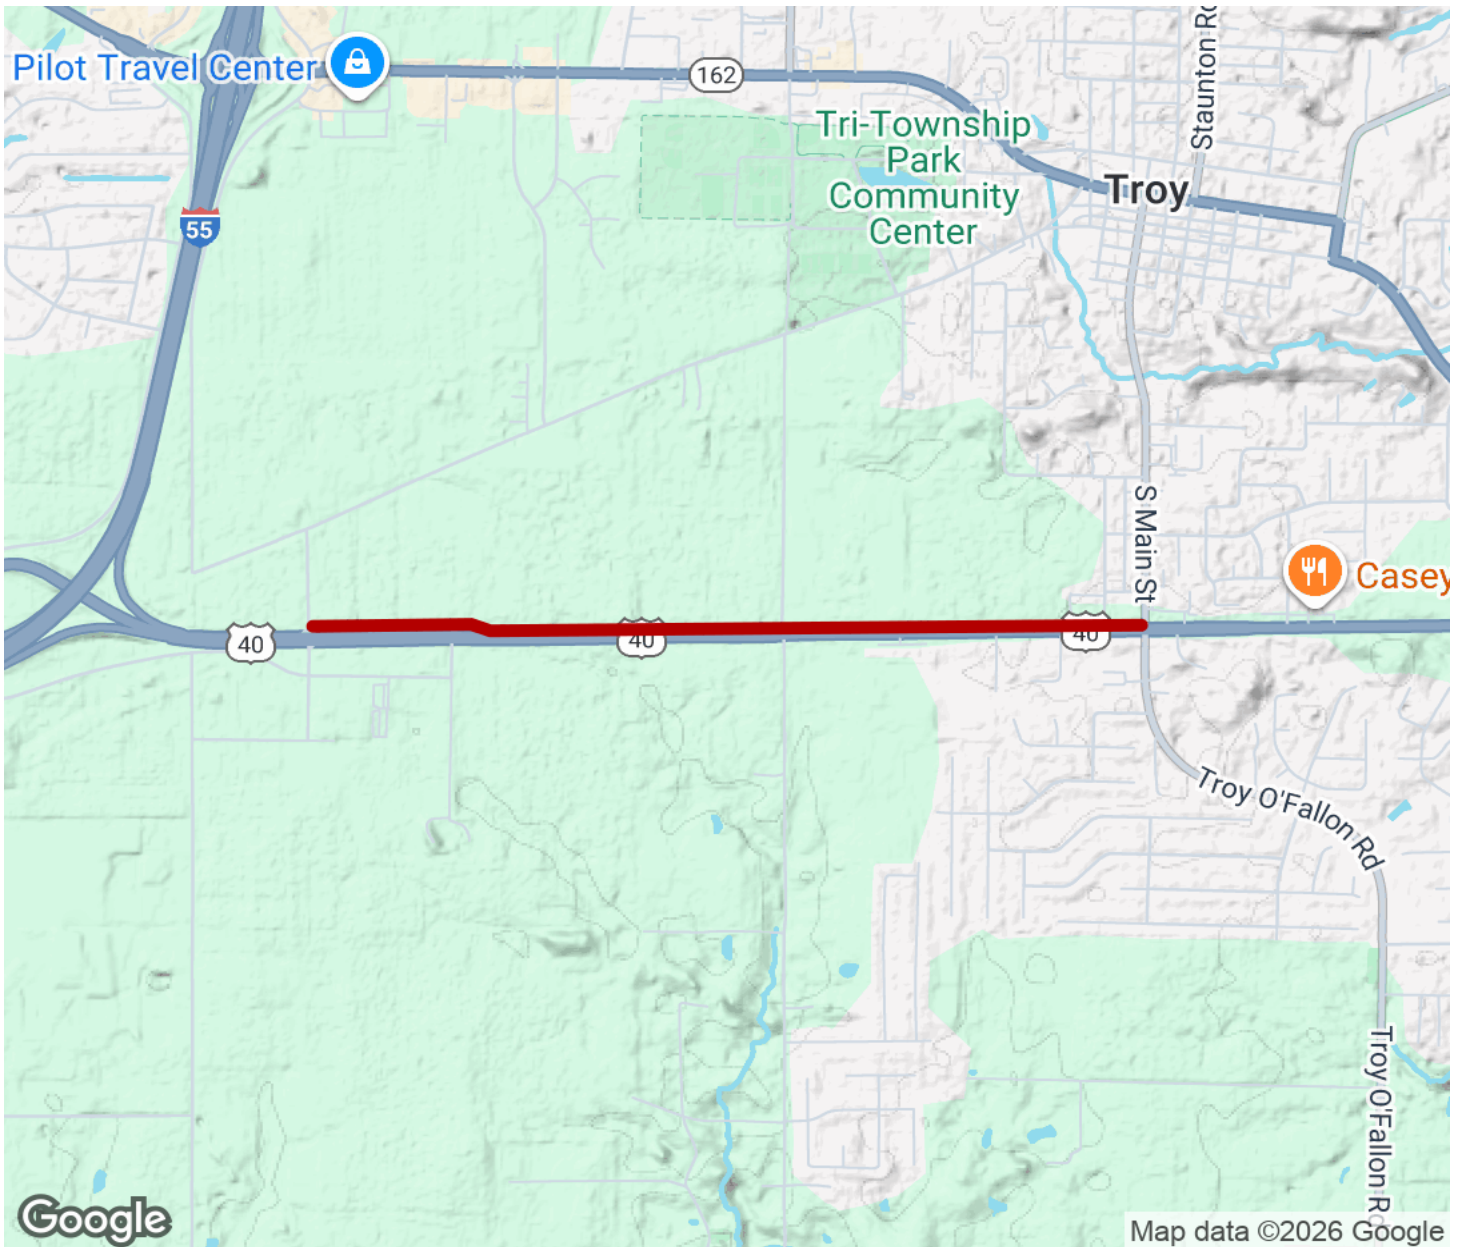 Staunton Rd
Pilot Travel Center
162
Tri-Township
Park
Community
Center
Troy
55
S Main St
Casey
40
40
40
Troy O'Fallon Rd
Troy O'Fallon Rd
Google
Map data ©2026 Google